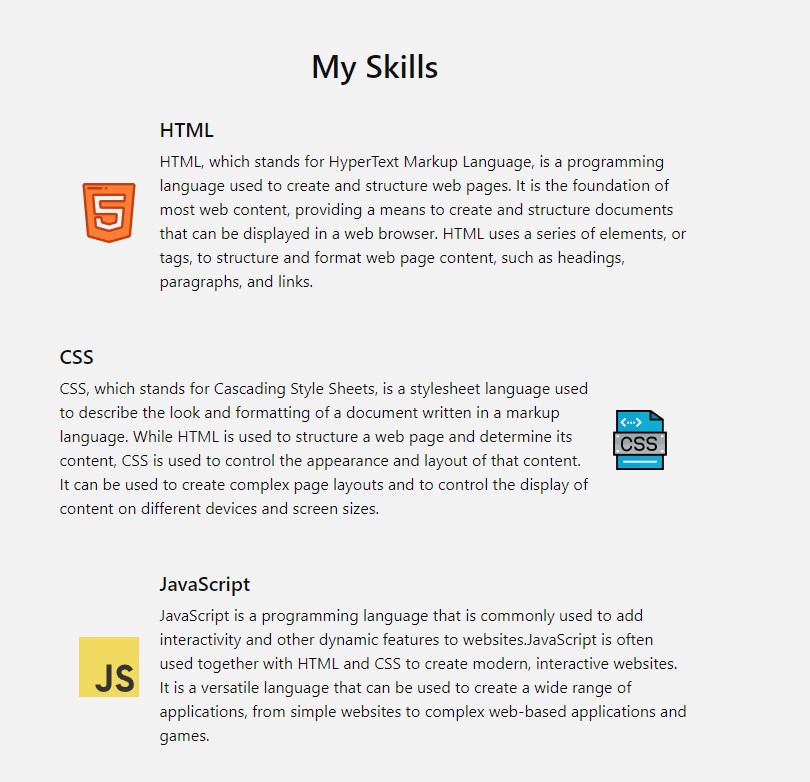 My Skills
HTML
HTML, which stands for HyperText Markup Language, is a programming
language used to create and structure web pages. It is the foundation of
most web content, providing a means to create and structure documents
that can be displayed in a web browser. HTML uses a series of elements, or
tags, to structure and format web page content, such as headings,
paragraphs, and links.
CSS
CSS, which stands for Cascading Style Sheets, is a stylesheet language used
to describe the look and formatting of a document written in a markup
language. While HTML is used to structure a web page and determine its
content, CSS is used to control the appearance and layout of that content.
It can be used to create complex page layouts and to control the display of
content on different devices and screen sizes.
<···>
CSS
JavaScript
JavaScript is a programming language that is commonly used to add
interactivity and other dynamic features to websites.JavaScript is often
used together with HTML and CSS to create modern, interactive websites.
It is a versatile language that can be used to create a wide range of
applications, from simple websites to complex web-based applications and
games.
5
JS